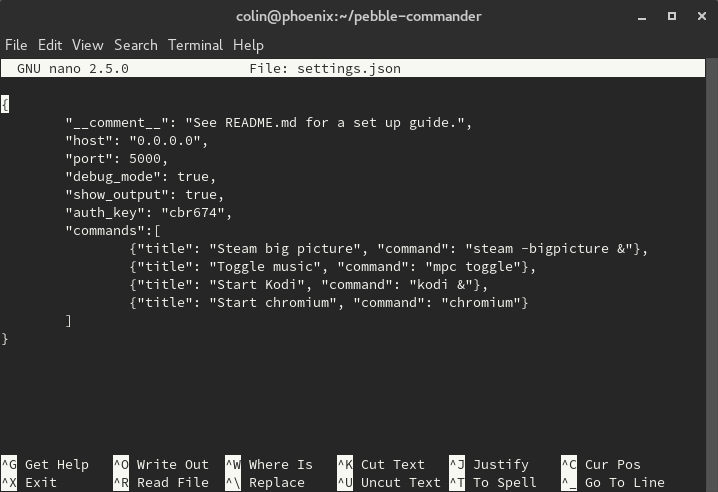 colin@phoenix:~/pebble-commander
File Edit View Search Terminal Help
GNU nano 2.5.0 File: settings.json
{
"__comment__": "See README.md for a set up guide.",
"host": "0.0.0.0",
"port": 5000,
"debug_mode": true,
"show_output": true,
"auth_key": "cbr674",
"commands":[
{"title": "Steam big picture", "command": "steam -bigpicture &"},
{"title": "Toggle music", "command": "mpc toggle"},
{"title": "Start Kodi", "command": "kodi &"},
{"title": "Start chromium", "command": "chromium"}
]
}
^G Get Help ^O Write Out ^W Where Is ^K Cut Text ^J Justify ^C Cur Pos
^X Exit ^R Read File ^\ Replace ^U Uncut Text ^T To Spell ^_ Go To Line